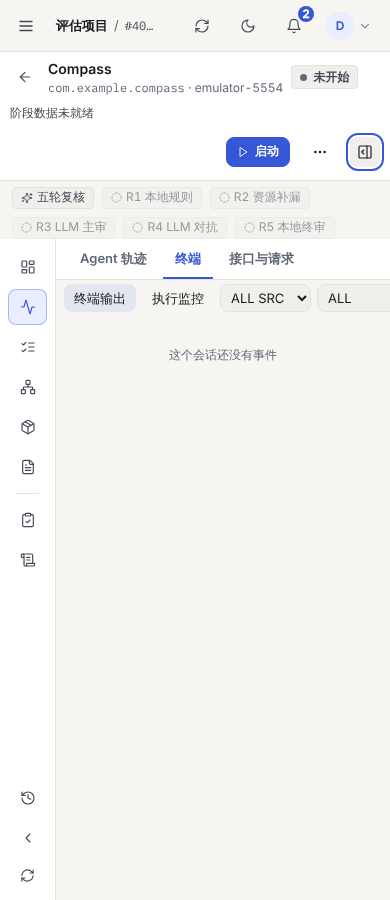 评估项目 / #40… 2 D
Compass
com.example.compass · emulator-5554 未开始
阶段数据未就绪
启动
五轮复核 R1 本地规则 R2 资源补漏
R3 LLM 主审 R4 LLM 对抗 R5 本地终审
Agent 轨迹 终端 接口与请求
终端输出 执行监控 ALL SRC ALL
这个会话还没有事件